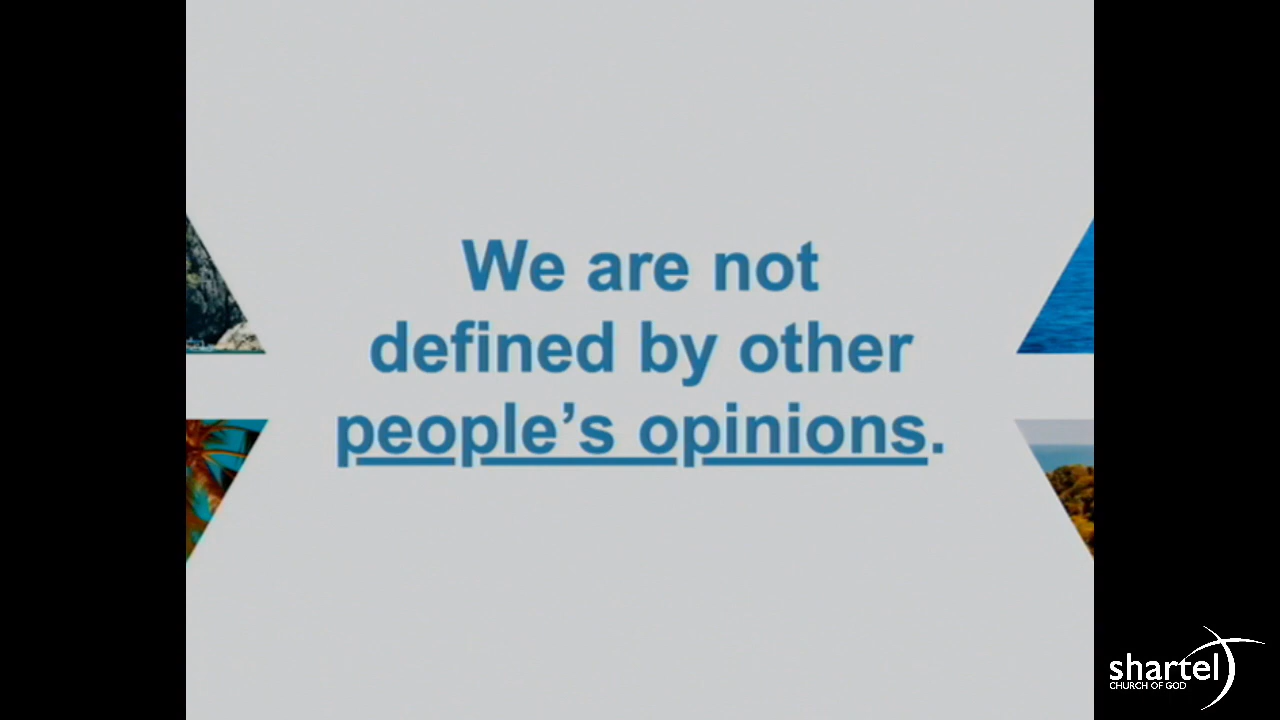 We are not
defined by other
people's opinions.
shartel
CHURCH OF GOD